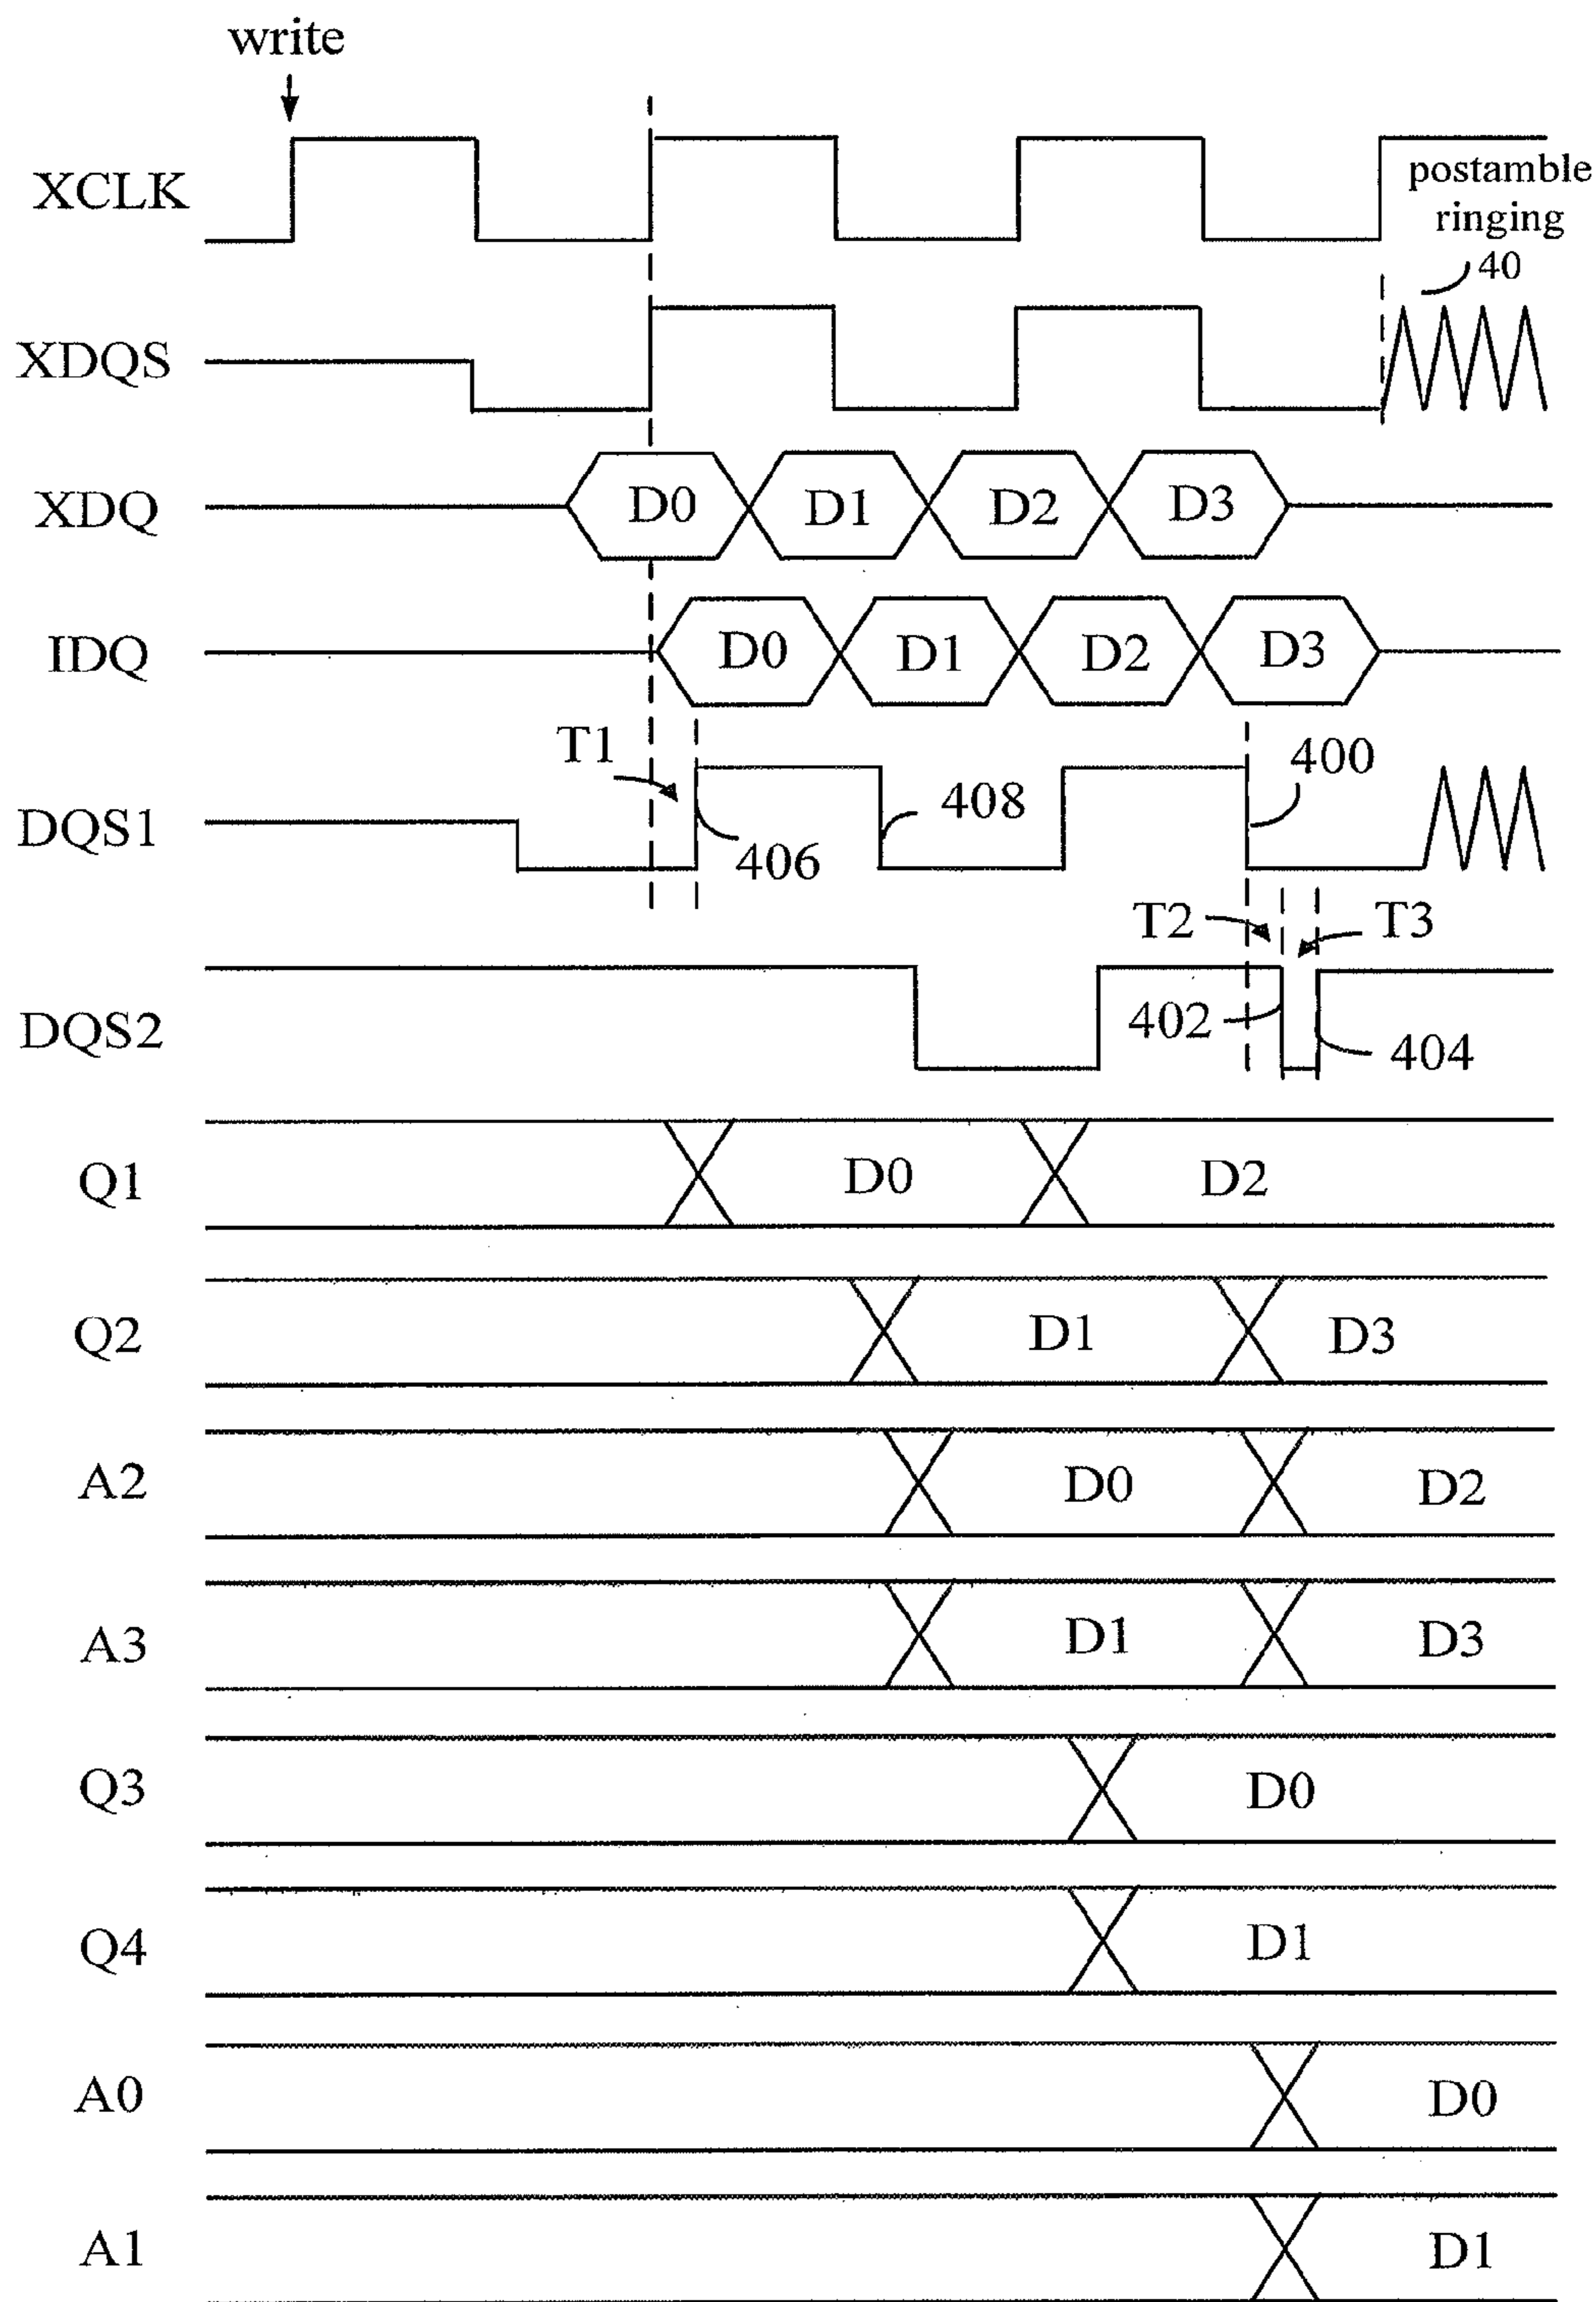 write
XCLK
postamble
ringing
40
XDQS
XDQ D0 D1 D2 D3
IDQ D0 D1 D2 D3
T1
400
DQS1
408
406
T2 T3
DQS2
402
404
Q1 D0 D2
Q2 D1 D3
A2 D0 D2
A3 D1 D3
Q3 D0
Q4 D1
A0 D0
A1 D1